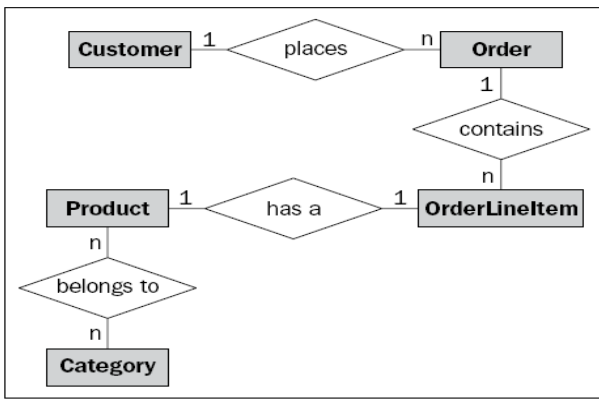 Customer 1 places n Order
1
contains
n
Product 1 has a 1 OrderLineItem
n
belongs to
n
Category